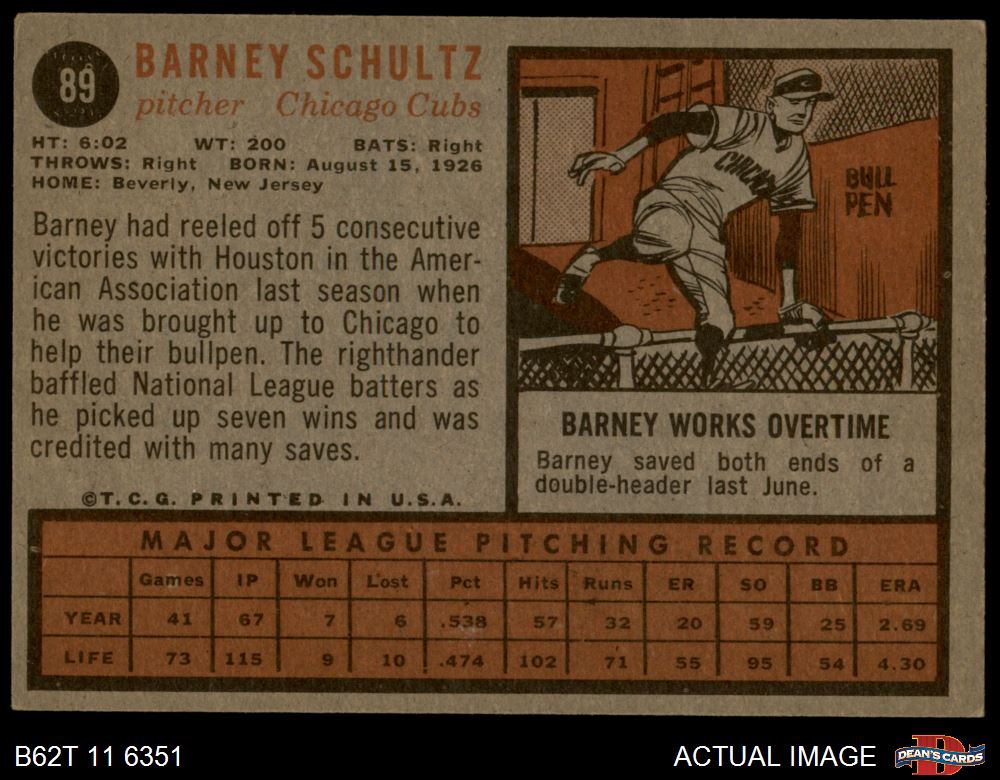 89
BARNEY SCHULTZ
pitcher Chicago Cubs
HT: 6:02 WT: 200 BATS: Right
THROWS: Right BORN: August 15, 1926
HOME: Beverly, New Jersey
Barney had reeled off 5 consecutive
victories with Houston in the Amer-
ican Association last season when
he was brought up to Chicago to
help their bullpen. The righthander
baffled National League batters as
he picked up seven wins and was
credited with many saves.
©T.C.G. PRINTED IN U.S.A.
CHICAGO
BULL
PEN
BARNEY WORKS OVERTIME
Barney saved both ends of a
double-header last June.
MAJOR LEAGUE PITCHING RECORD
Games IP Won Lost Pct Hits Runs ER SO BB ERA
YEAR 41 67 7 6 .538 57 32 20 59 25 2.69
LIFE 73 115 9 10 .474 102 71 55 95 54 4.30
B62T 11 6351 ACTUAL IMAGE
D
DEAN'S CARDS